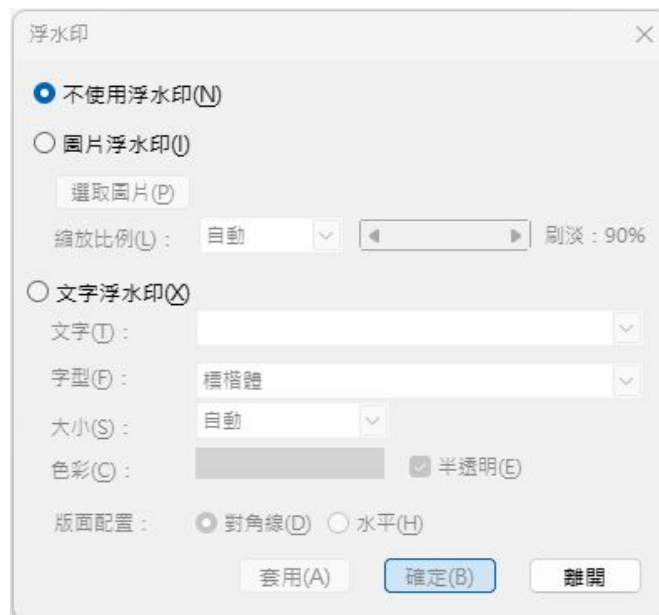 浮水印
不使用浮水印(N)
圖片浮水印(I)
選取圖片(P)
縮放比例(L)： 自動 刷淡：90%
文字浮水印(X)
文字(T)：
字型(F)： 標楷體
大小(S)： 自動
色彩(C)： 半透明(E)
版面配置： 對角線(D) 水平(H)
套用(A) 確定(B) 離開